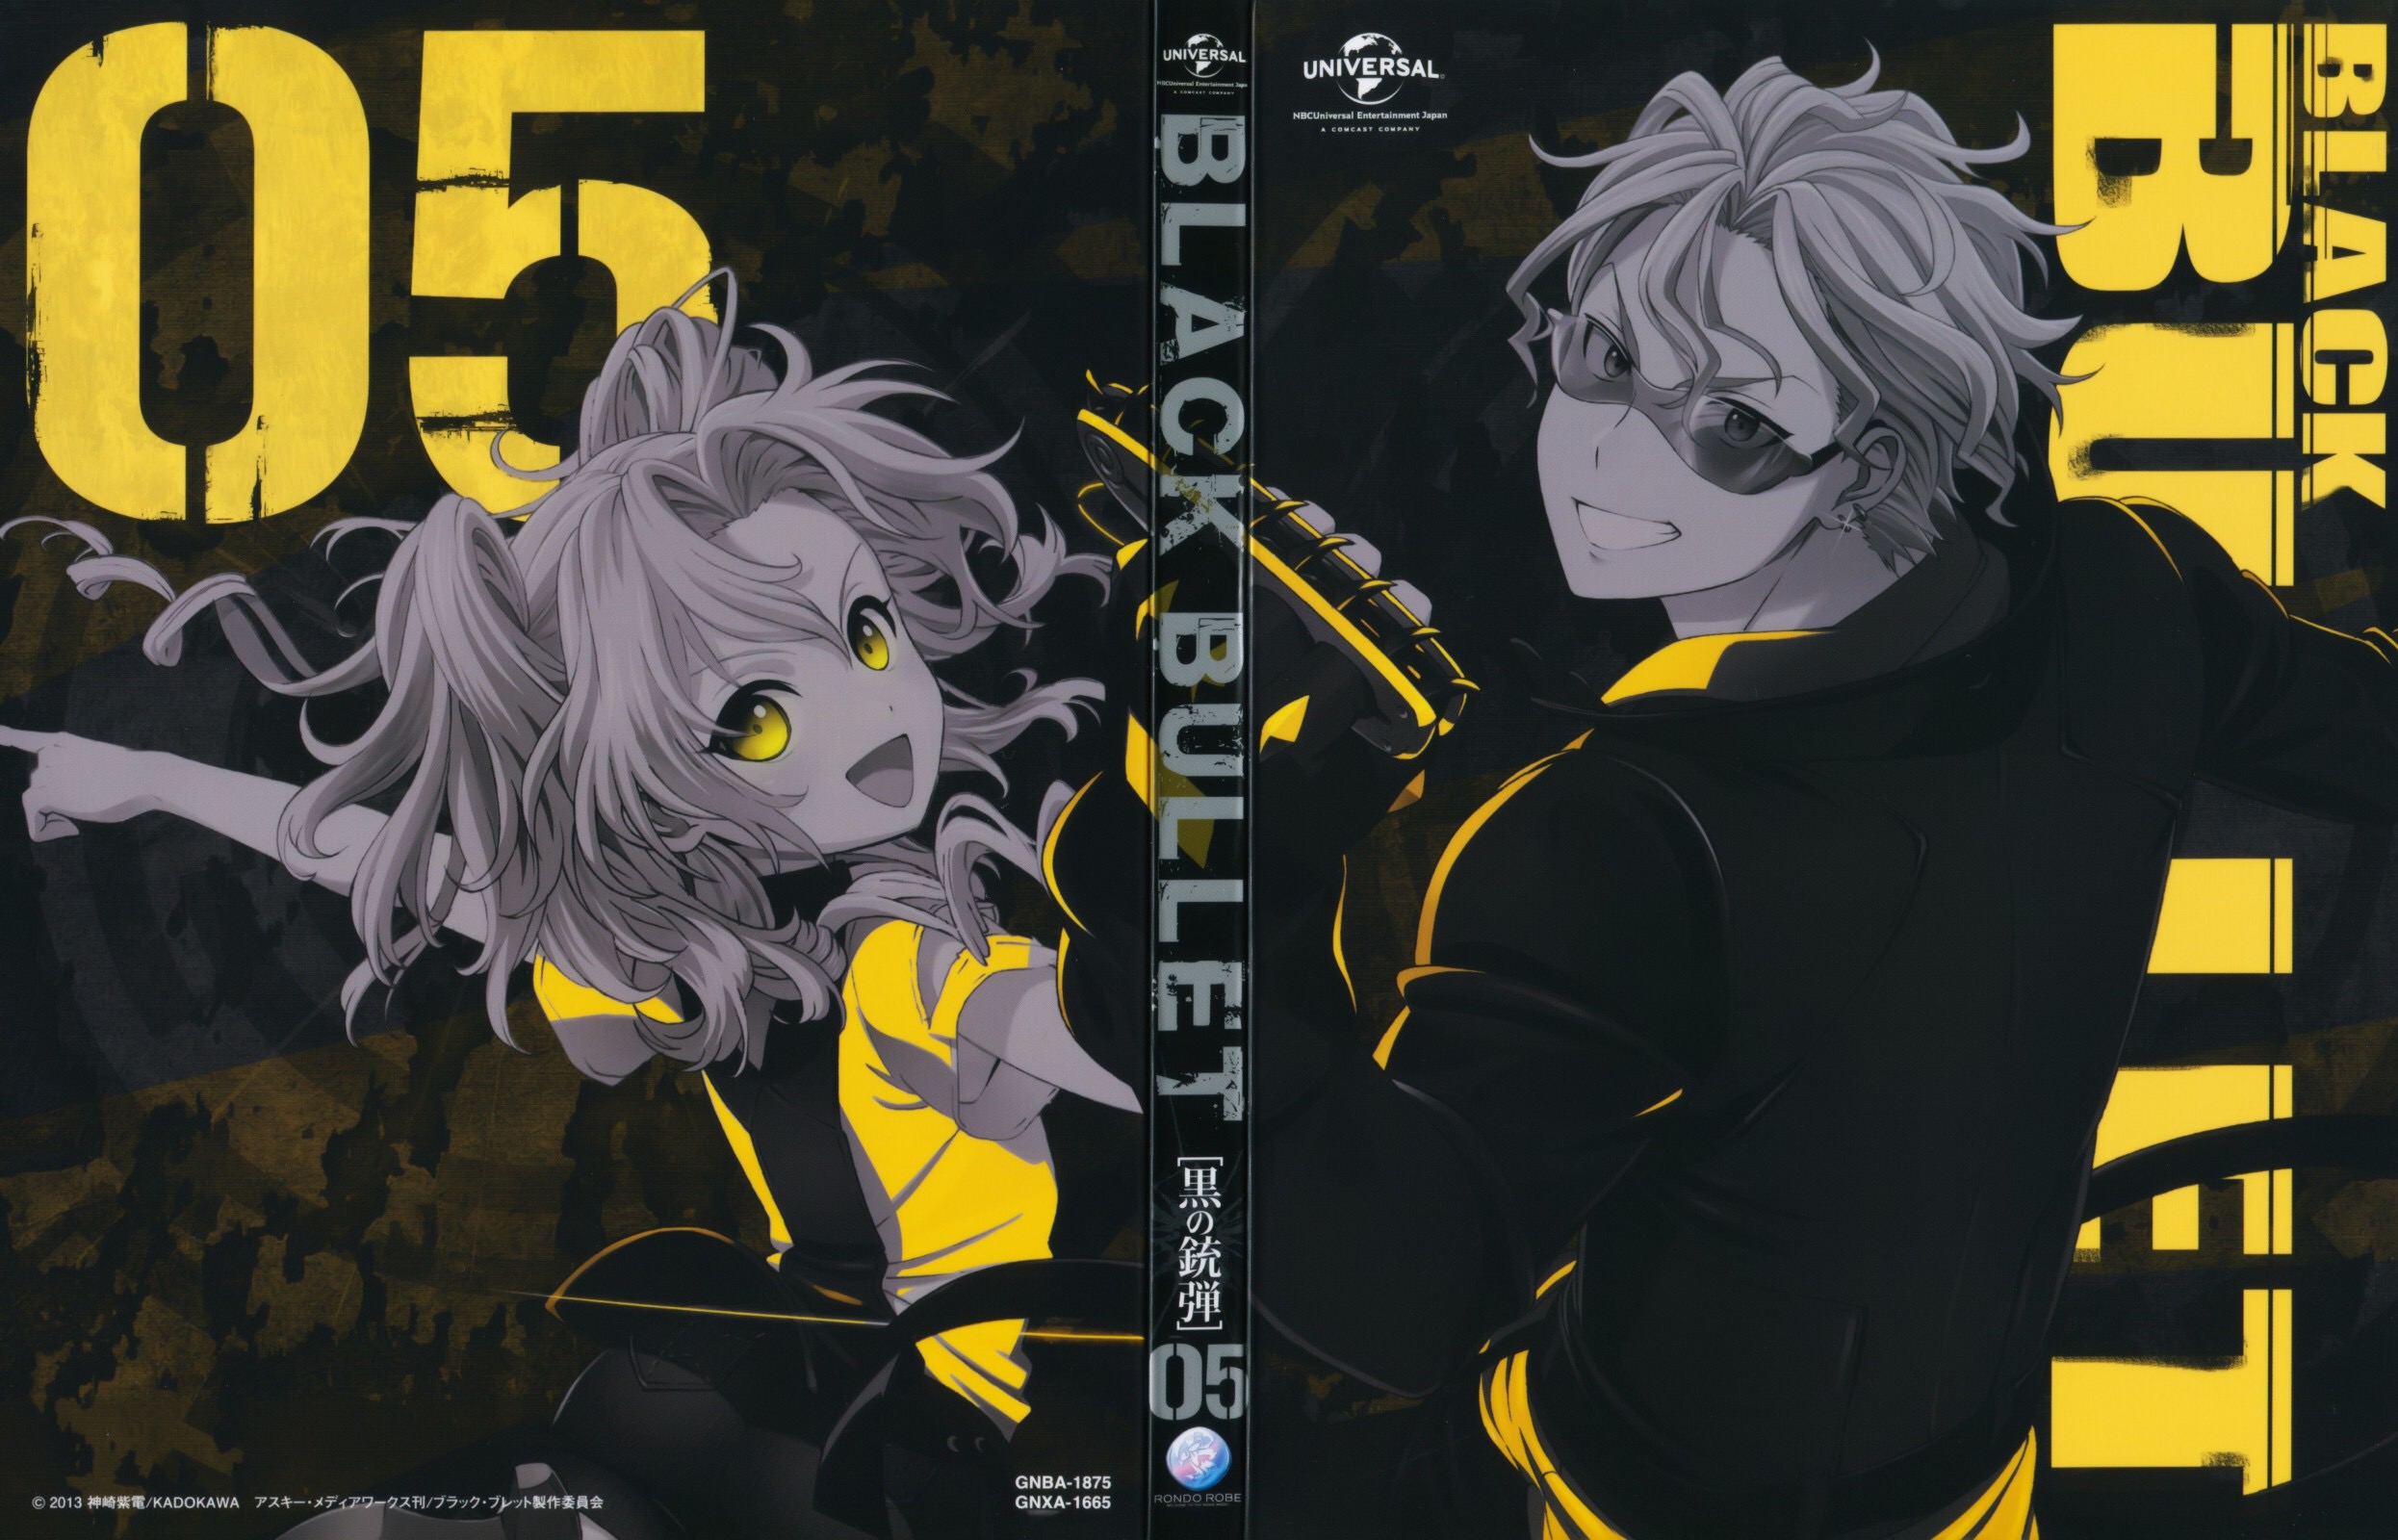 05
© 2013 神崎紫電/KADOKAWA アスキー・メディアワークス刊/ブラック・ブレット製作委員会
GNBA-1875
GNXA-1665
UNIVERSAL
NBCUniversal Entertainment Japan
A COMCAST COMPANY
BLACK BULLET
[黒の銃弾]
05
RONDO ROBE
UNIVERSAL
NBCUniversal Entertainment Japan
A COMCAST COMPANY
BLACK
BULLET